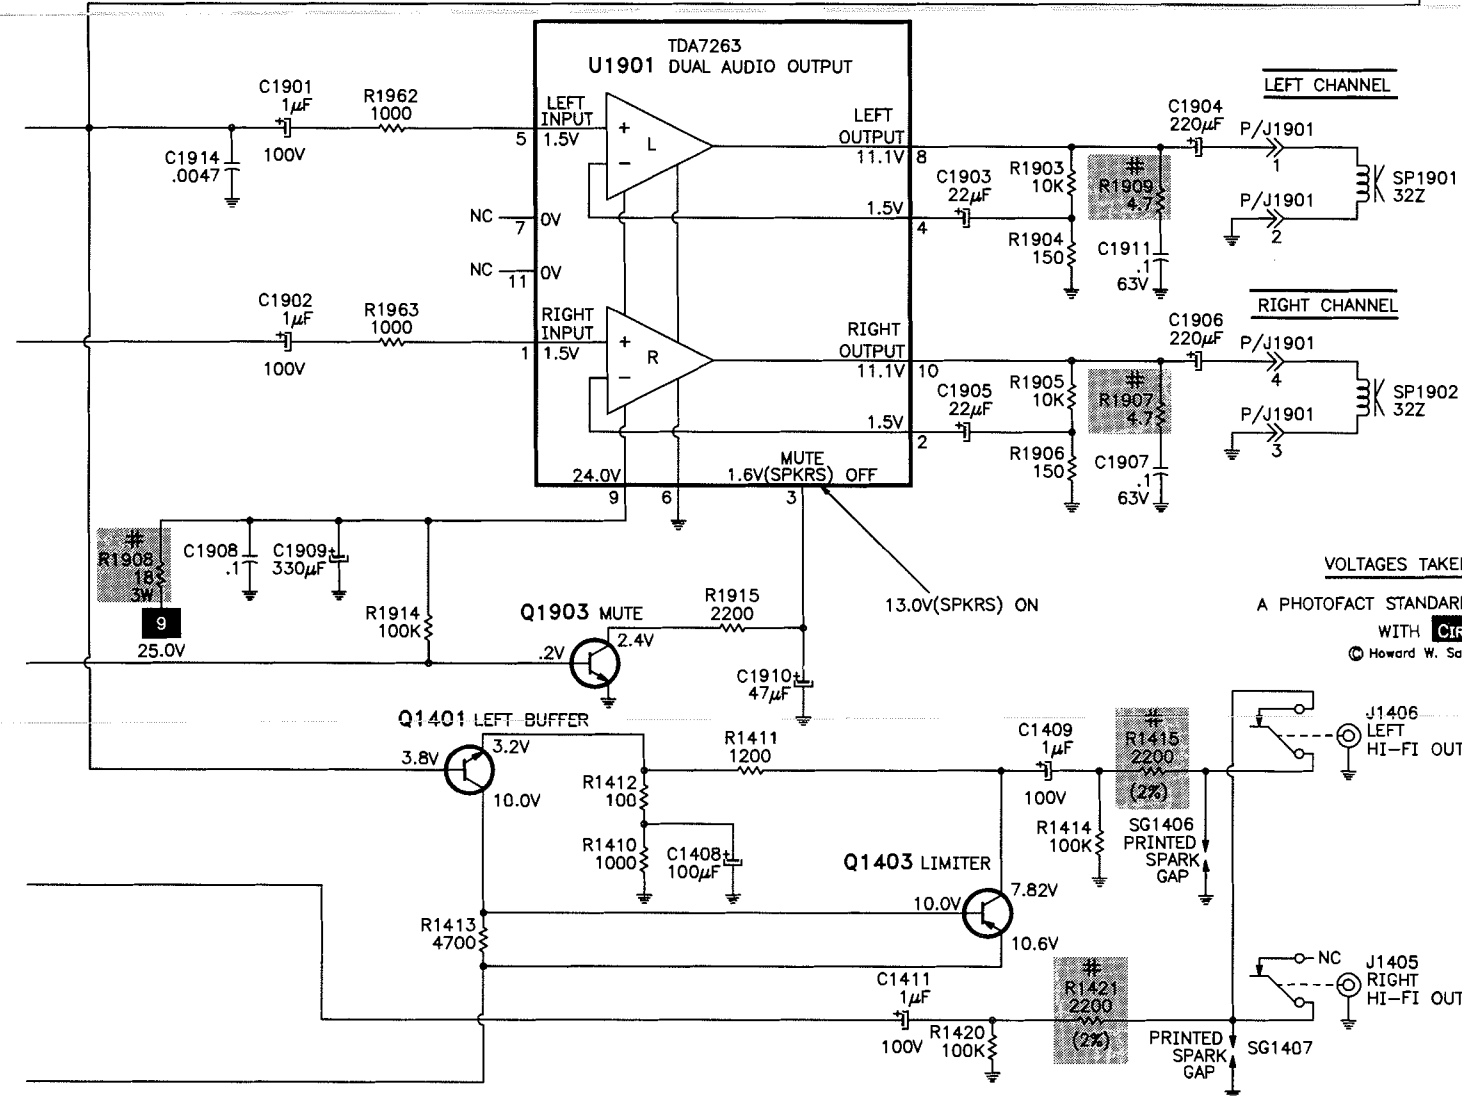 TDA7263
U1901 DUAL AUDIO OUTPUT
LEFT CHANNEL
C1901
1µF
100V
R1962
1000
C1914
.0047
LEFT
INPUT
5
1.5V
+
−
L
LEFT
OUTPUT
11.1V
8
1.5V
4
NC
7
0V
NC
11
0V
C1903
22µF
R1903
10K
R1904
150
#
R1909
4.7
C1911
.1
63V
C1904
220µF
P/J1901
1
P/J1901
2
SP1901
32Z
RIGHT CHANNEL
C1902
1µF
100V
R1963
1000
RIGHT
INPUT
1
1.5V
+
−
R
RIGHT
OUTPUT
11.1V
10
1.5V
2
C1905
22µF
R1905
10K
R1906
150
#
R1907
4.7
C1907
.1
63V
C1906
220µF
P/J1901
4
P/J1901
3
SP1902
32Z
24.0V
9
6
MUTE
1.6V(SPKRS) OFF
3
13.0V(SPKRS) ON
#
R1908
18
3W
9
25.0V
C1908
.1
C1909
330µF
R1914
100K
Q1903 MUTE
.2V
2.4V
R1915
2200
C1910
47µF
VOLTAGES TAKE
A PHOTOFACT STANDAR
WITH CIR
© Howard W. Sa
Q1401 LEFT BUFFER
3.8V
3.2V
10.0V
R1411
1200
R1412
100
R1410
1000
C1408
100µF
R1413
4700
Q1403 LIMITER
10.0V
7.82V
10.6V
C1409
1µF
100V
R1414
100K
#
R1415
2200
(2%)
SG1406
PRINTED
SPARK
GAP
J1406
LEFT
HI-FI OUT
C1411
1µF
100V
R1420
100K
#
R1421
2200
(2%)
PRINTED
SPARK
GAP
SG1407
NC
J1405
RIGHT
HI-FI OUT